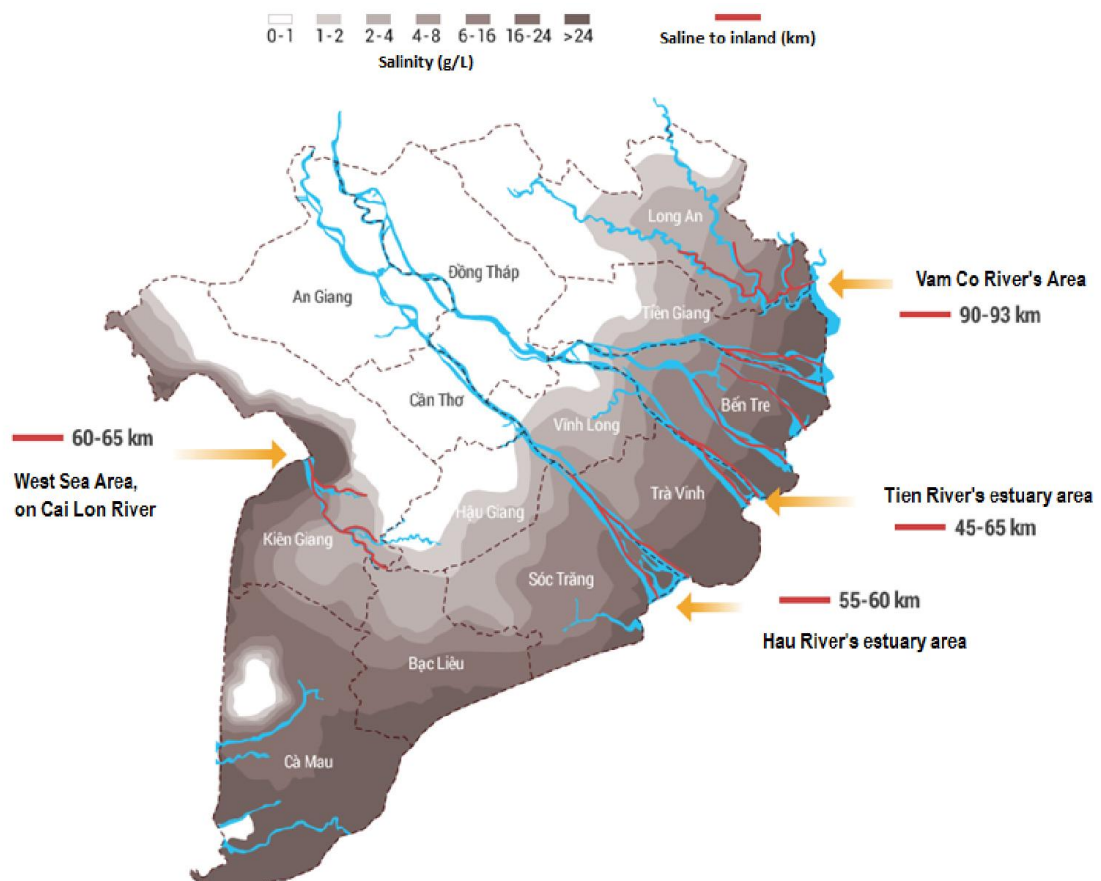 0-1 1-2 2-4 4-8 6-16 16-24 >24
Salinity (g/L)
Saline to inland (km)
Long An
Đồng Tháp
An Giang
Tiền Giang
Vam Co River's Area
90-93 km
Cần Thơ
Bến Tre
Vĩnh Long
60-65 km
West Sea Area,
on Cai Lon River
Trà Vinh
Tien River's estuary area
45-65 km
Hậu Giang
Kiên Giang
Sóc Trăng
55-60 km
Hau River's estuary area
Bạc Liêu
Cà Mau